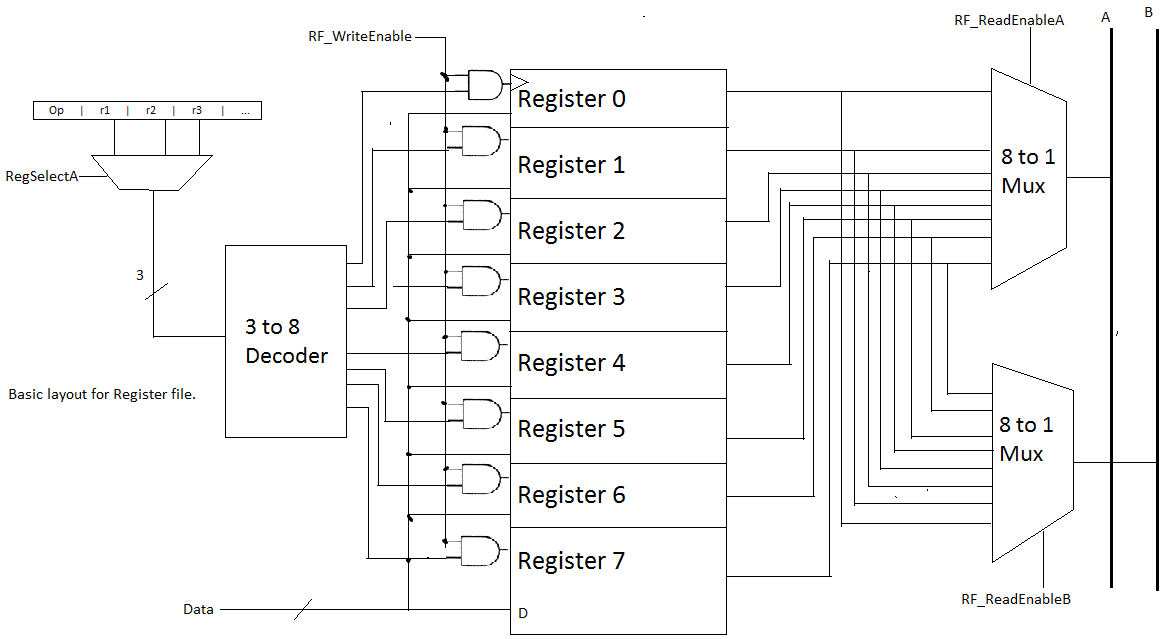 RF_ReadEnableA
A
B
RF_WriteEnable
Op | r1 | r2 | r3 | ...
RegSelectA
3
3 to 8
Decoder
Basic layout for Register file.
Register 0
Register 1
Register 2
Register 3
Register 4
Register 5
Register 6
Register 7
Data
D
8 to 1
Mux
8 to 1
Mux
RF_ReadEnableB